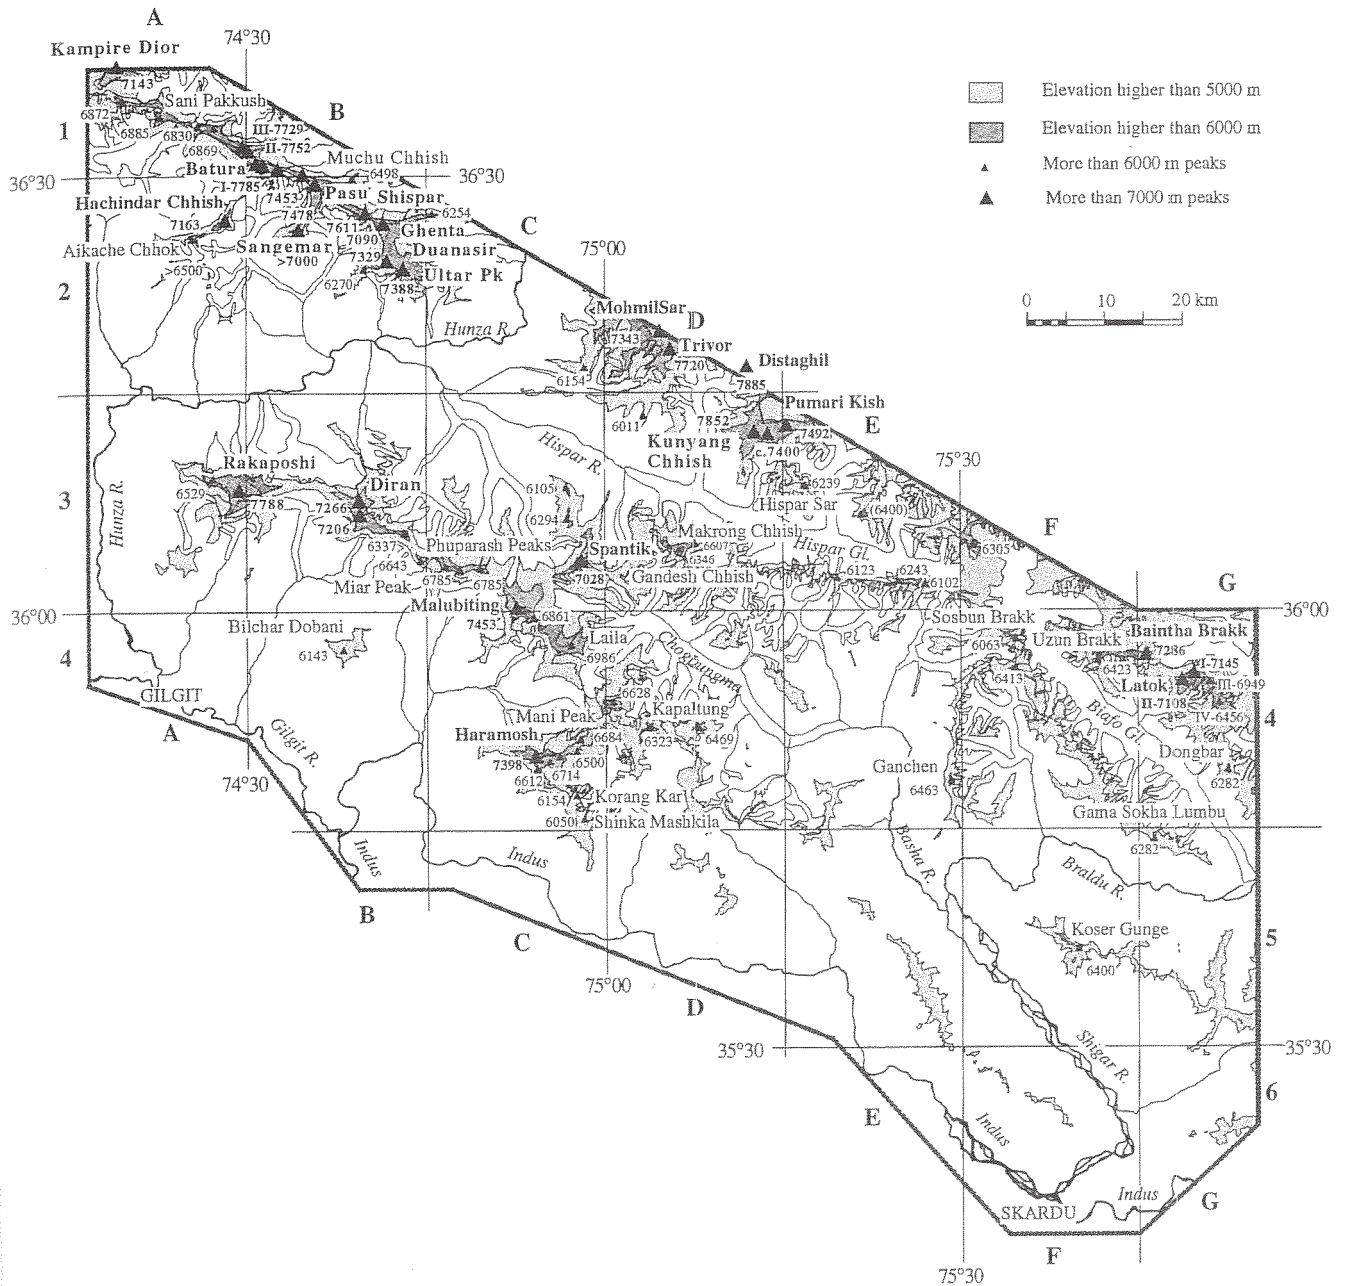 A
74°30
Kampire Dior
7143
Sani Pakkush
B
6872
1
6885
6830
III-7729
6869
II-7752
Muchu Chhish
Batura
6498
36°30
36°30
I-7785
7453
Pasu
Shispar
Hachindar Chhish
7478
6254
7163
7611
Ghenta
C
Aikache Chhok
Sangemar
7090
Duanasir
>7000
7329
>6500
6270
7388
Ultar Pk
75°00
2
Hunza R.
MohmilSar
D
7343
Trivor
7720
Distaghil
6154
7885
Pumari Kish
6011
7852
7492
E
Kunyang
Chhish
c.7400
Hispar R.
75°30
Rakaposhi
Diran
6239
6105
Hispar Sar
(6400)
3
6529
7788
7266
6294
Hunza R.
7206
Makrong Chhish
F
6337
Phuparash Peaks
Spantik
6607
Hispar Gl.
6305
6643
6346
6123
6243
Miar Peak
6785
6785
7028
Gandesh Chhish
6102
G
36°00
Malubiting
36°00
7453
6861
Sosbun Brakk
Bilchar Dobani
Laila
Chogzungma
6063
Uzun Brakk
Baintha Brakk
4
6143
6986
7286
6413
6423
I-7145
GILGIT
6628
Latok
III-6949
II-7108
Mani Peak
Kapaltung
Biafo Gl.
IV-6456
4
A
Gilgit R.
Haramosh
6684
6323
6469
Dongbar
7398
6500
Ganchen
74°30
6612
6714
6463
6282
6154
Korang Kar
Gama Sokha Lumbu
6050
Shinka Mashkila
6282
Indus
Indus
Basha R.
Braldu R.
B
C
Koser Gunge
5
6400
75°00
D
35°30
Shigar R.
35°30
6
E
Indus
Indus
SKARDU
G
F
75°30
Elevation higher than 5000 m
Elevation higher than 6000 m
More than 6000 m peaks
More than 7000 m peaks
0 10 20 km